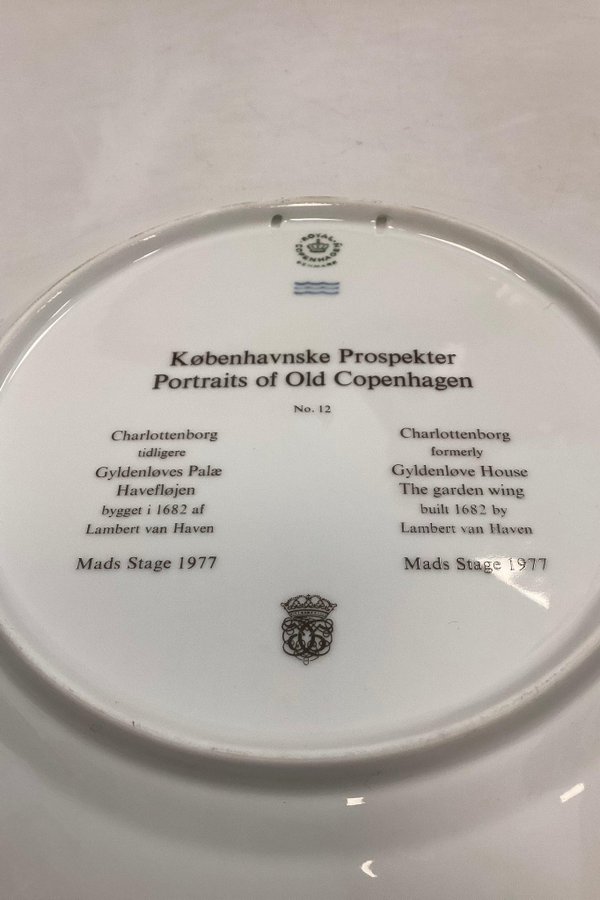 ROYAL
COPENHAGEN
DENMARK
Københavnske Prospekter
Portraits of Old Copenhagen
No. 12
Charlottenborg
tidligere
Gyldenløves Palæ
Havefløjen
bygget i 1682 af
Lambert van Haven
Mads Stage 1977
Charlottenborg
formerly
Gyldenløve House
The garden wing
built 1682 by
Lambert van Haven
Mads Stage 1977